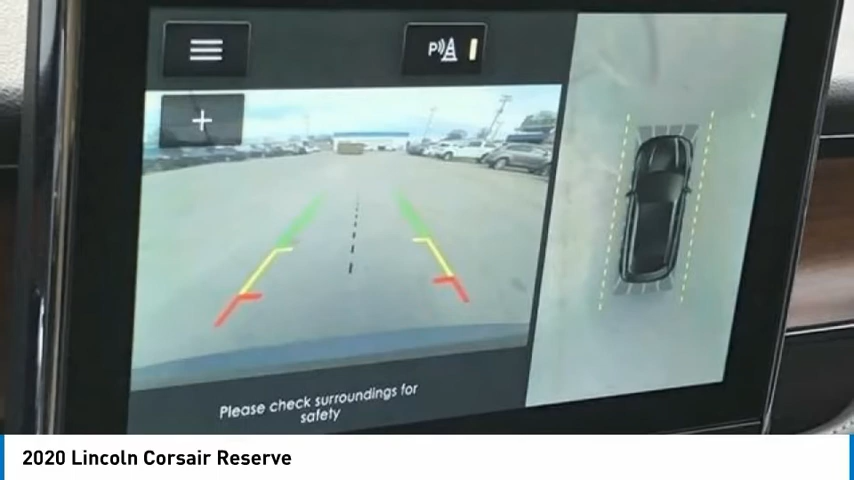 P
+
Please check surroundings for
safety
2020 Lincoln Corsair Reserve